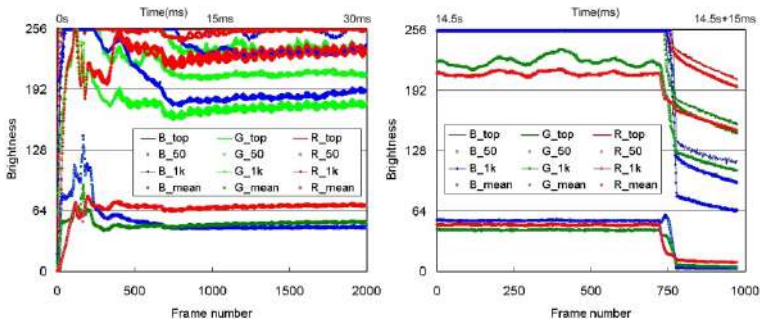 Time(ms)
0s 15ms 30ms
256
192
128
64
0
Brightness
B_top G_top R_top
B_50 G_50 R_50
B_1k G_1k R_1k
B_mean G_mean R_mean
0 500 1000 1500 2000
Frame number
Time(ms)
14.5s 14.5s+15ms
256
192
128
64
0
Brightness
B_top G_top R_top
B_50 G_50 R_50
B_1k G_1k R_1k
B_mean G_mean R_mean
0 250 500 750 1000
Frame number